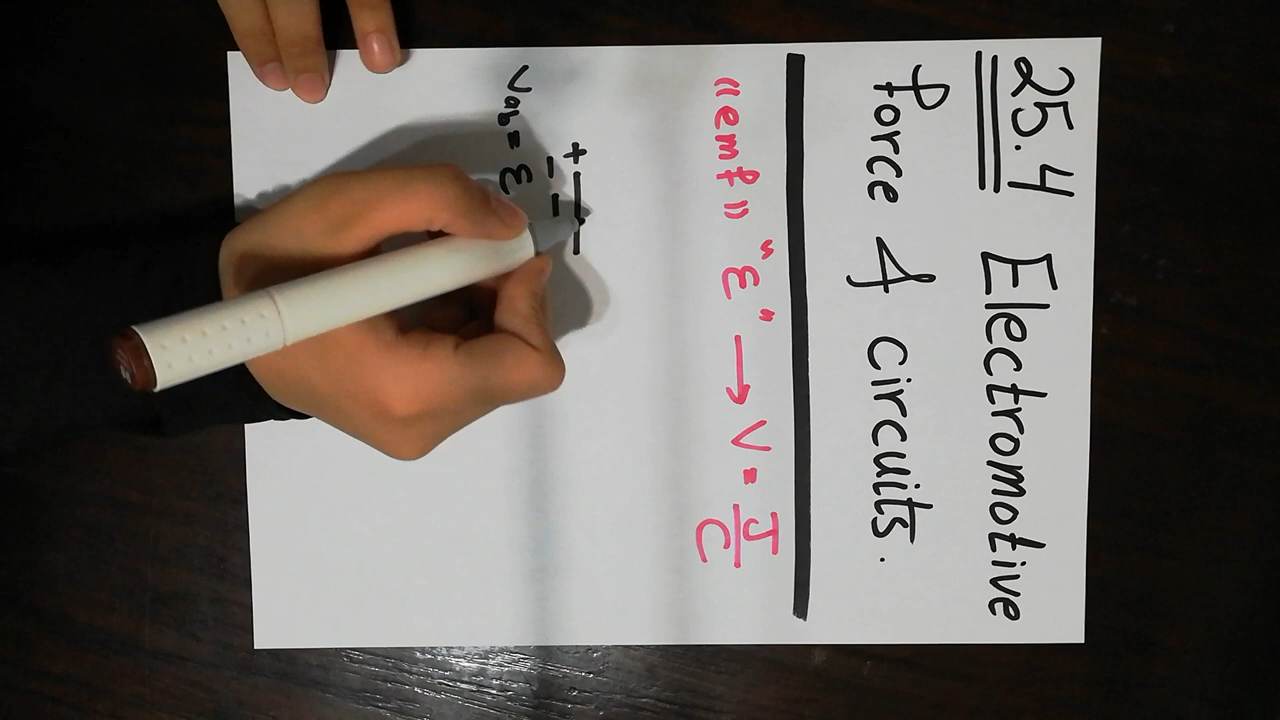 25.4 Electromotive
force & circuits.
"emf" "ε" → V = J/C
+
Vab = ε